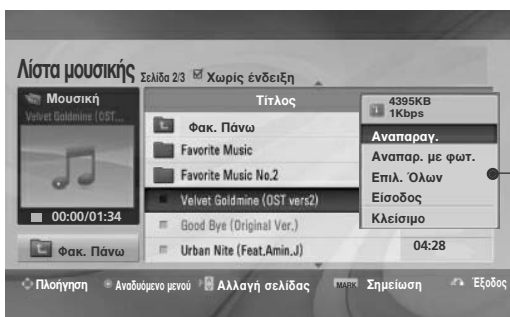 Λίστα μουσικής Σελίδα 2/3 Χωρίς ένδειξη
Μουσική
Velvet Goldmine (OST...
00:00/01:34
Φακ. Πάνω
Τίτλος
Φακ. Πάνω
Favorite Music
Favorite Music No.2
Velvet Goldmine (OST vers2)
Good Bye (Original Ver.)
Urban Nite (Feat.Amin.J)
04:28
4395KB
1Kbps
Αναπαραγ.
Αναπαρ. με φωτ.
Επιλ. Όλων
Είσοδος
Κλείσιμο
Πλοήγηση Αναδυόμενο μενού Αλλαγή σελίδας MARK Σημείωση Έξοδος